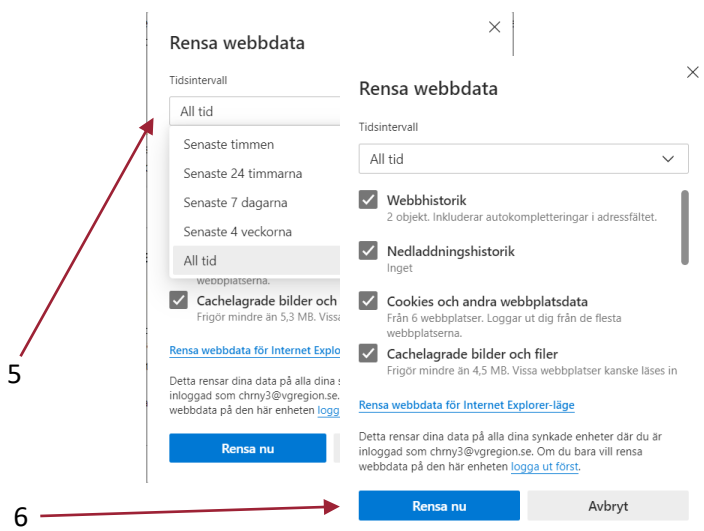 Rensa webbdata
Tidsintervall
All tid
Senaste timmen
Senaste 24 timmarna
Senaste 7 dagarna
Senaste 4 veckorna
All tid
webbplatserna.
Cachelagrade bilder och
Frigör mindre än 5,3 MB. Vissa
Rensa webbdata för Internet Explo
Detta rensar dina data på alla dina s
inloggad som chrny3@vgregion.se.
webbdata på den här enheten logg
Rensa nu
5
Rensa webbdata
Tidsintervall
All tid
Webbhistorik
2 objekt. Inkluderar autokompletteringar i adressfältet.
Nedladdningshistorik
Inget
Cookies och andra webbplatsdata
Från 6 webbplatser. Loggar ut dig från de flesta
webbplatserna.
Cachelagrade bilder och filer
Frigör mindre än 4,5 MB. Vissa webbplatser kanske läses in
Rensa webbdata för Internet Explorer-läge
Detta rensar dina data på alla dina synkade enheter där du är
inloggad som chrny3@vgregion.se. Om du bara vill rensa
webbdata på den här enheten logga ut först.
Rensa nu Avbryt
6